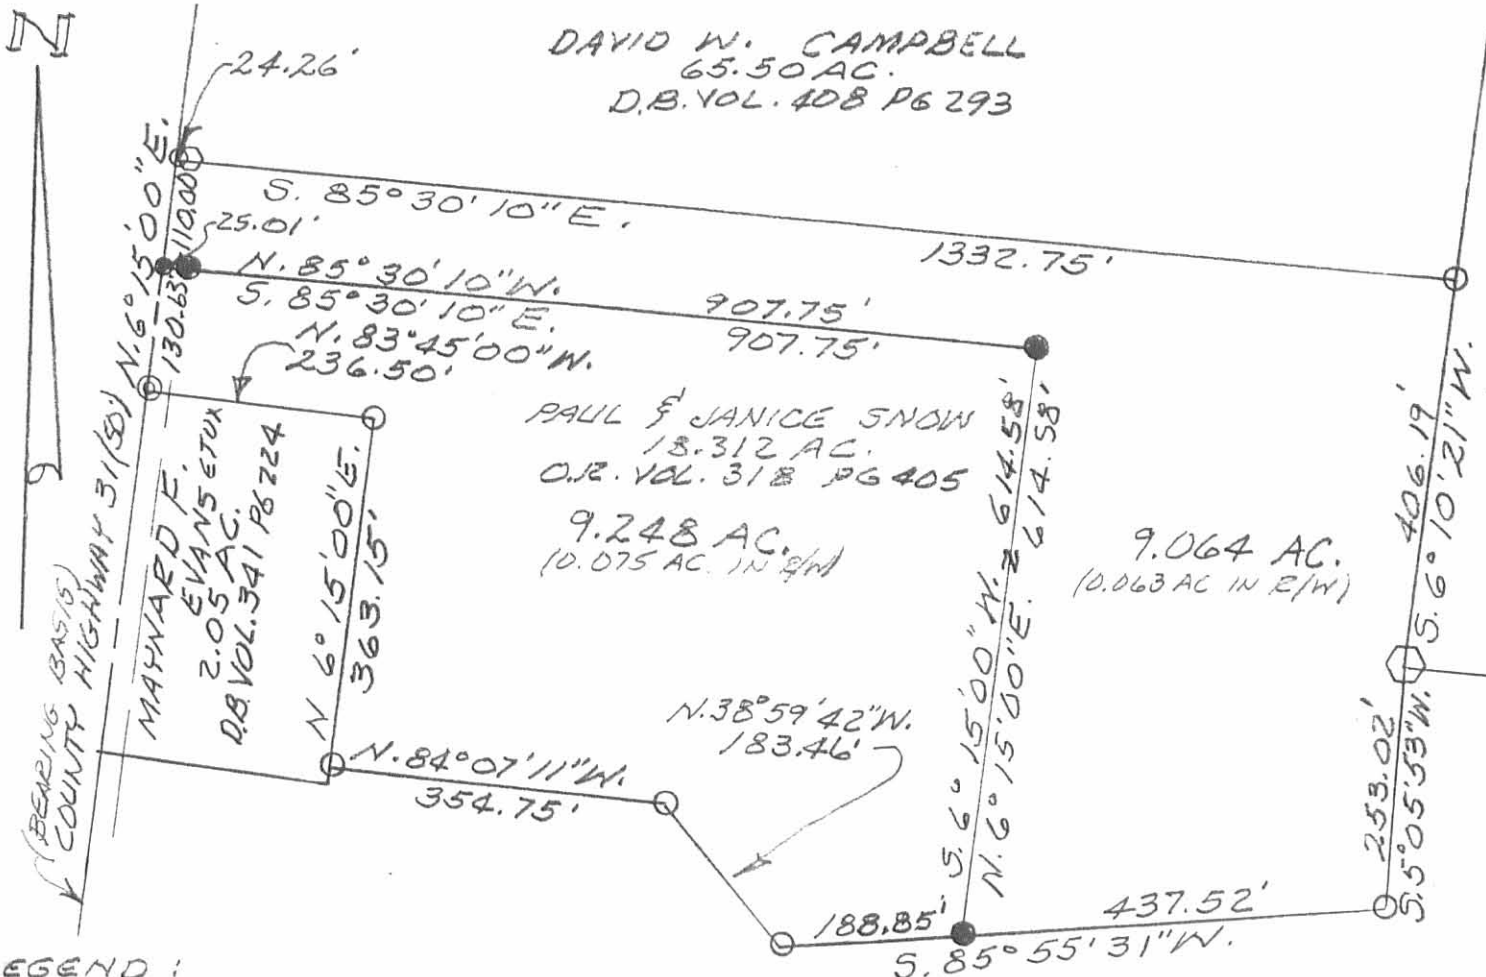 N
DAVID W. CAMPBELL
65.50 AC.
D.B. VOL. 408 PG 293
24.26'
N. 6° 15' 00" E.
110.00'
S. 85° 30' 10" E.
1332.75'
25.01'
130.63'
N. 85° 30' 10" W.
907.75'
S. 85° 30' 10" E.
907.75'
N. 83° 45' 00" W.
236.50'
PAUL & JANICE SNOW
18.312 AC.
O.R. VOL. 318 PG 405
9.248 AC.
(0.075 AC. IN R/W)
S. 6° 15' 00" W. 614.58'
N. 6° 15' 00" E. 614.58'
9.064 AC.
(0.063 AC IN R/W)
406.19'
S. 6° 10' 21" W.
253.02'
S. 5° 05' 53" W.
MAYNARD F.
EVANS ETUX
2.05 AC.
D.B. VOL. 341 PG 224
N 6° 15' 00" E.
363.15'
(BEARING BASIS)
COUNTY HIGHWAY 31 (50')
N. 84° 07' 11" W.
354.75'
N. 38° 59' 42" W.
183.46'
188.85'
437.52'
S. 85° 55' 31" W.
EGEND :